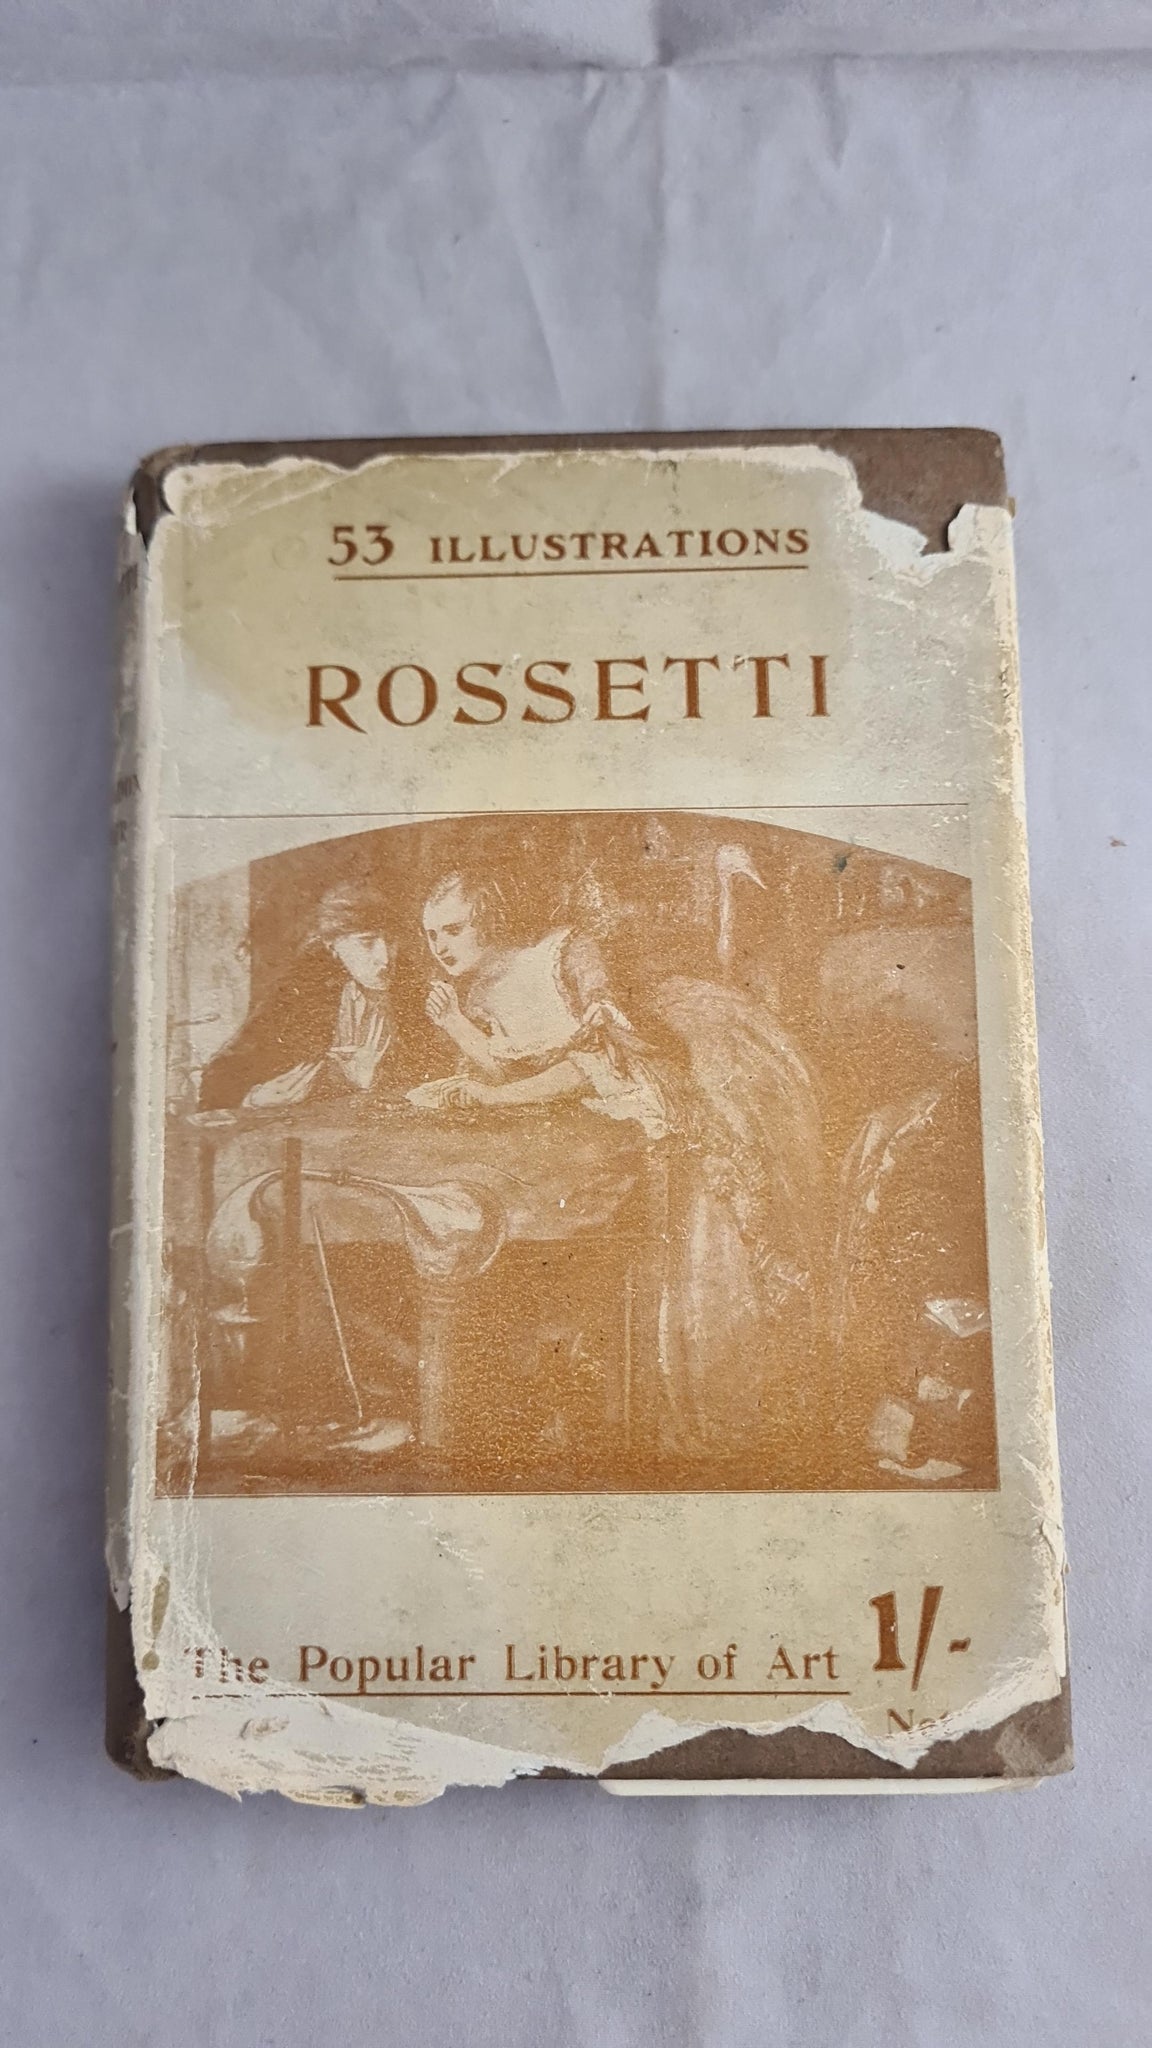 53 ILLUSTRATIONS
ROSSETTI
The Popular Library of Art 1/-